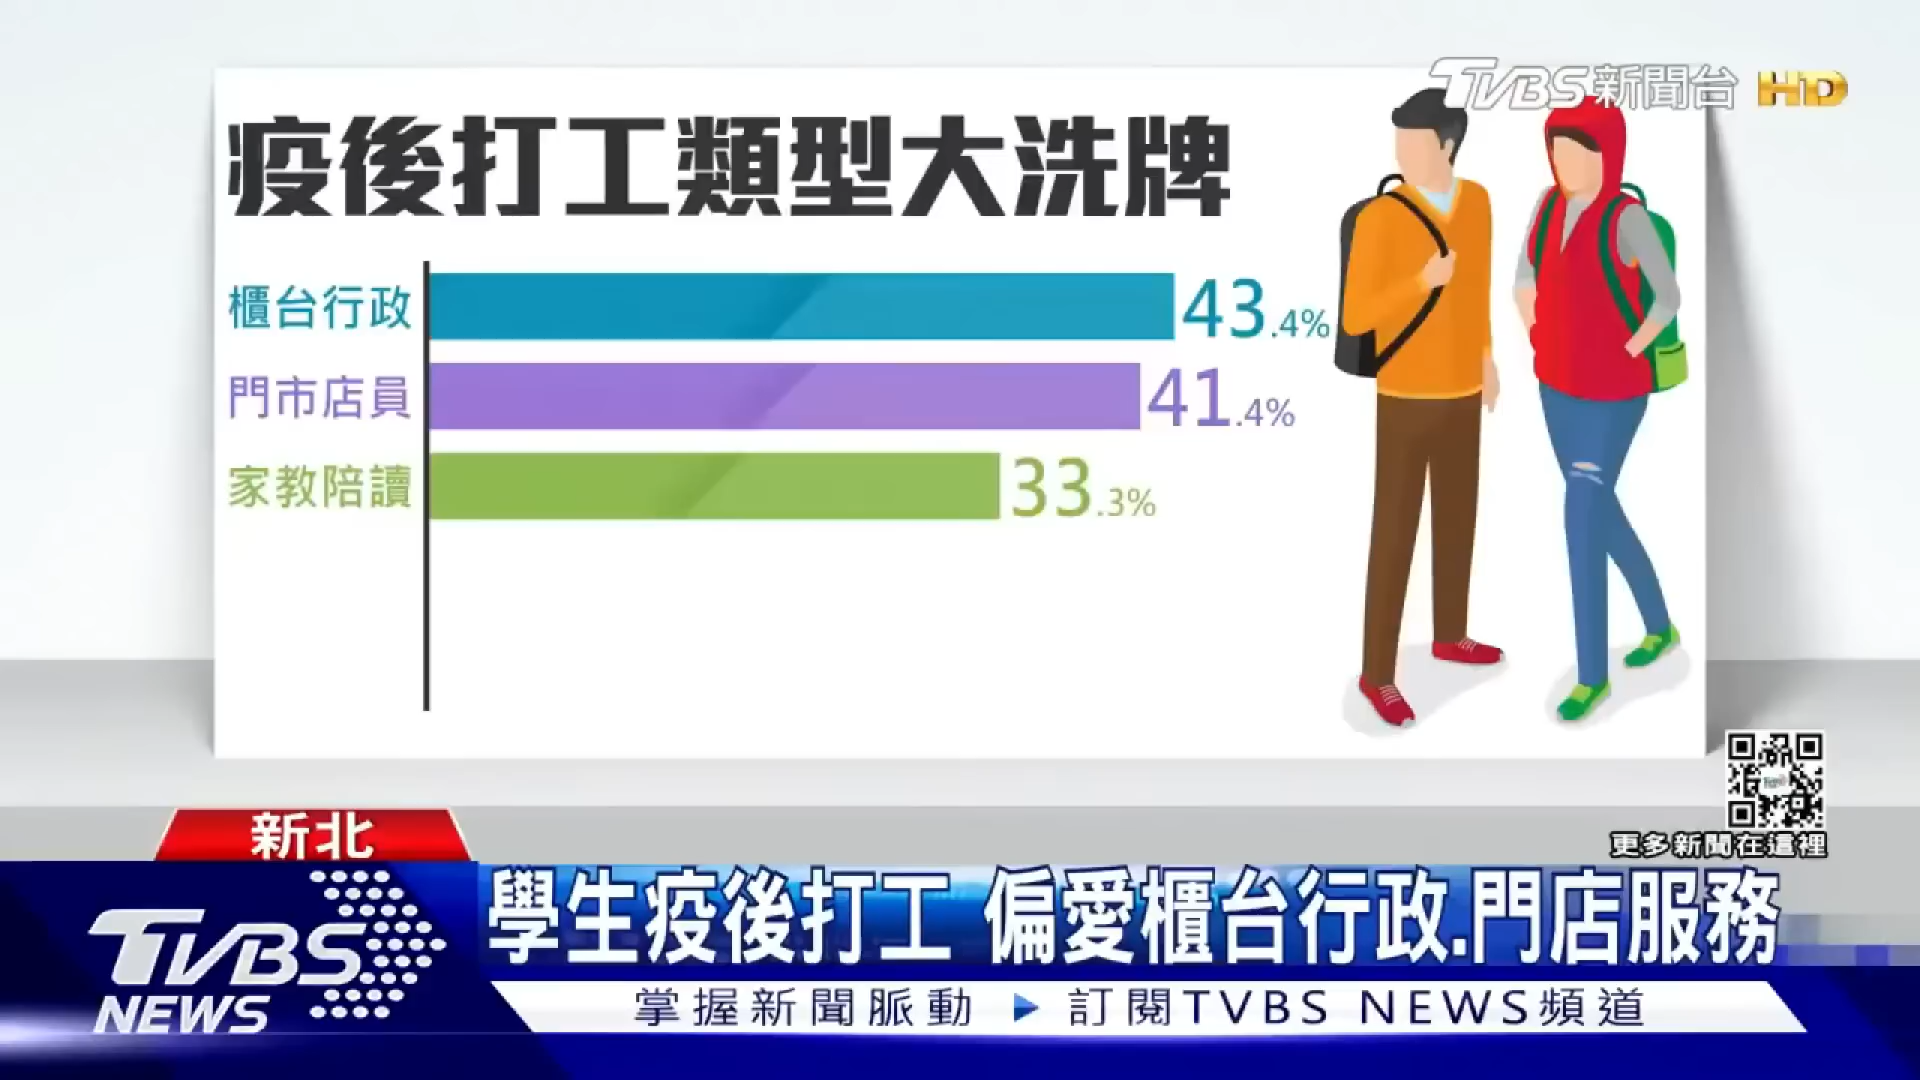 TVBS新聞台 HD
疫後打工類型大洗牌
櫃台行政 43.4%
門市店員 41.4%
家教陪讀 33.3%
更多新聞在這裡
新北
學生疫後打工 偏愛櫃台行政.門店服務
TVBS NEWS
掌握新聞脈動 ▶ 訂閱TVBS NEWS頻道